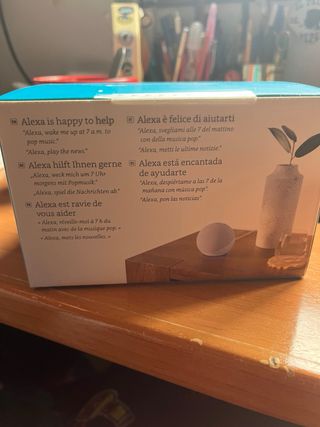 EN Alexa is happy to help
"Alexa, wake me up at 7 a.m. to
pop music."
"Alexa, play the news."
DE Alexa hilft Ihnen gerne
„Alexa, weck mich um 7 Uhr
morgens mit Popmusik."
„Alexa, spiel die Nachrichten ab"
FR Alexa est ravie de
vous aider
« Alexa, réveille-moi à 7 h du
matin avec de la musique pop. »
« Alexa, mets les nouvelles. »
IT Alexa è felice di aiutarti
"Alexa, svegliami alle 7 del mattino
con della musica pop."
"Alexa, metti le ultime notizie."
ES Alexa está encantada
de ayudarte
"Alexa, despiértame a las 7 de la
mañana con música pop".
"Alexa, pon las noticias".